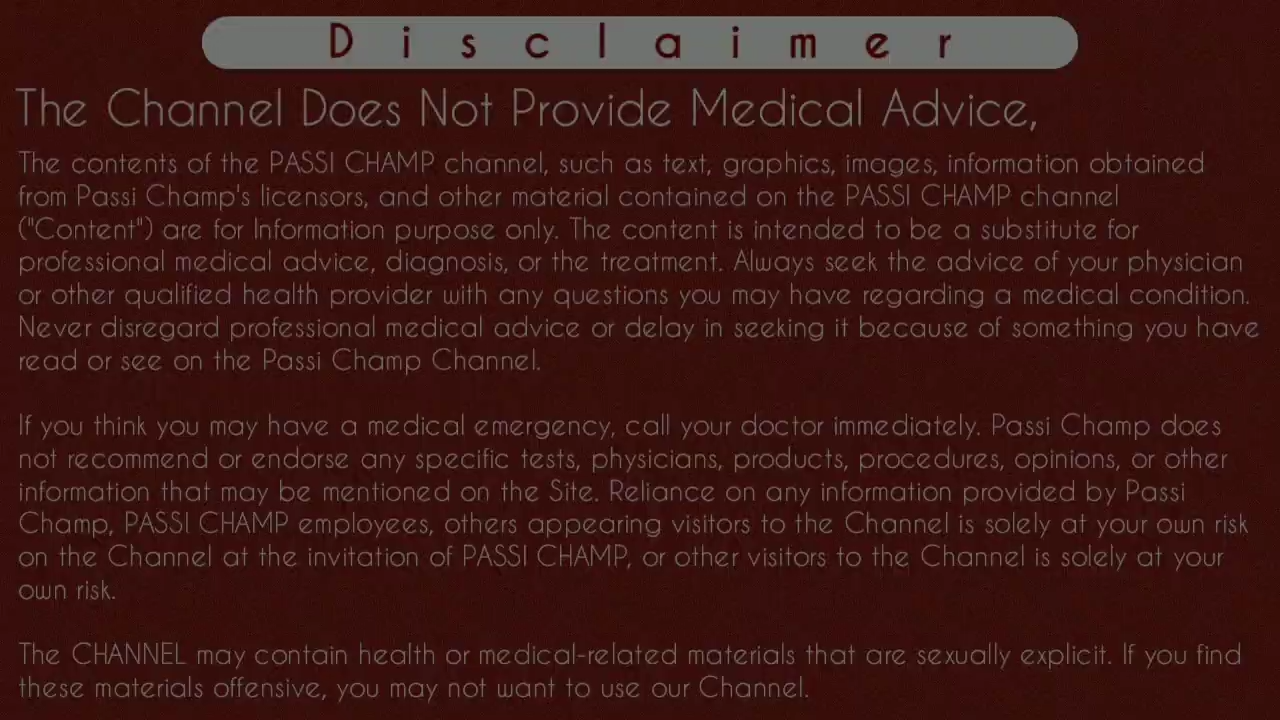 Disclaimer
The Channel Does Not Provide Medical Advice,
The contents of the PASSI CHAMP channel, such as text, graphics, images, information obtained
from Passi Champ's licensors, and other material contained on the PASSI CHAMP channel
("Content") are for Information purpose only. The content is intended to be a substitute for
professional medical advice, diagnosis, or the treatment. Always seek the advice of your physician
or other qualified health provider with any questions you may have regarding a medical condition.
Never disregard professional medical advice or delay in seeking it because of something you have
read or see on the Passi Champ Channel.
If you think you may have a medical emergency, call your doctor immediately. Passi Champ does
not recommend or endorse any specific tests, physicians, products, procedures, opinions, or other
information that may be mentioned on the Site. Reliance on any information provided by Passi
Champ, PASSI CHAMP employees, others appearing visitors to the Channel is solely at your own risk
on the Channel at the invitation of PASSI CHAMP, or other visitors to the Channel is solely at your
own risk.
The CHANNEL may contain health or medical-related materials that are sexually explicit. If you find
these materials offensive, you may not want to use our Channel.